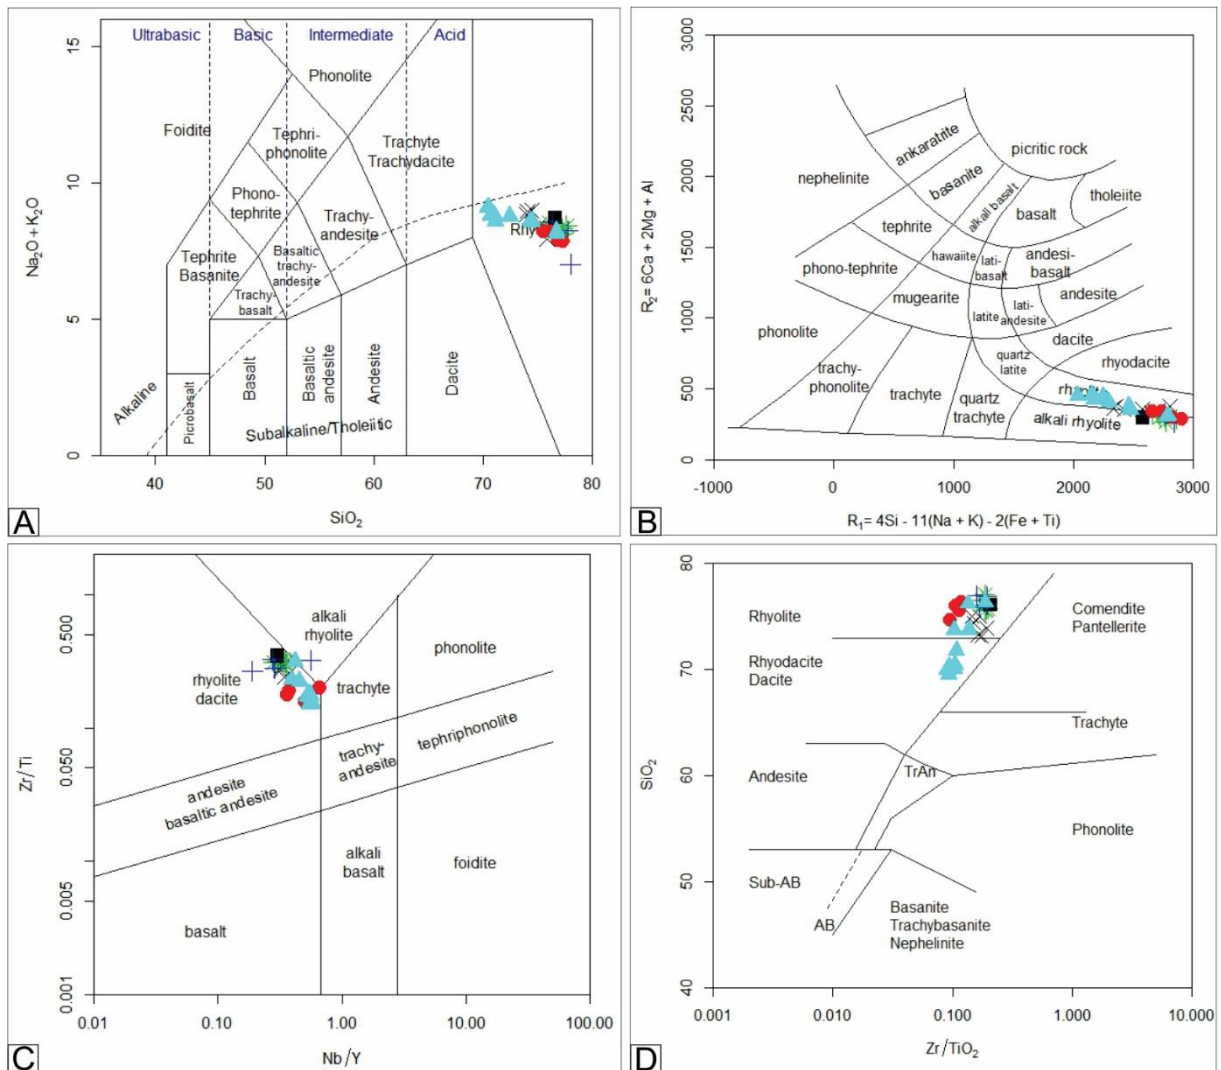 Ultrabasic
Basic
Intermediate
Acid
Phonolite
Foidite
Tephri-
phonolite
Trachyte
Trachydacite
Phono-
tephrite
Trachy-
andesite
Tephrite
Basanite
Basaltic
trachy-
andesite
Trachy-
basalt
Alkaline
Picrobasalt
Basalt
Basaltic
andesite
Andesite
Dacite
Subalkaline/Tholeiitic
15
10
5
0
40
50
60
70
80
Na₂O + K₂O
SiO₂
A
3000
2500
2000
1500
1000
500
0
-1000
0
1000
2000
3000
R₂= 6Ca + 2Mg + Al
R₁= 4Si - 11(Na + K) - 2(Fe + Ti)
ankaratrite
picritic rock
nephelinite
basanite
alkali basalt
basalt
tholeiite
tephrite
hawaiite
lati-
basalt
andesi-
basalt
phono-tephrite
mugearite
latite
lati-
andesite
andesite
phonolite
dacite
quartz
latite
rhyodacite
trachy-
phonolite
trachyte
quartz
trachyte
alkali rhyolite
B
0.500
0.050
0.005
0.001
0.01
0.10
1.00
10.00
100.00
Zr/Ti
Nb/Y
alkali
rhyolite
phonolite
rhyolite
dacite
trachyte
trachy-
andesite
tephriphonolite
andesite
basaltic andesite
alkali
basalt
foidite
basalt
C
80
70
60
50
40
0.001
0.010
0.100
1.000
10.000
SiO₂
Zr/TiO₂
Rhyolite
Comendite
Pantellerite
Rhyodacite
Dacite
Trachyte
Andesite
TrAn
Phonolite
Sub-AB
AB
Basanite
Trachybasanite
Nephelinite
D